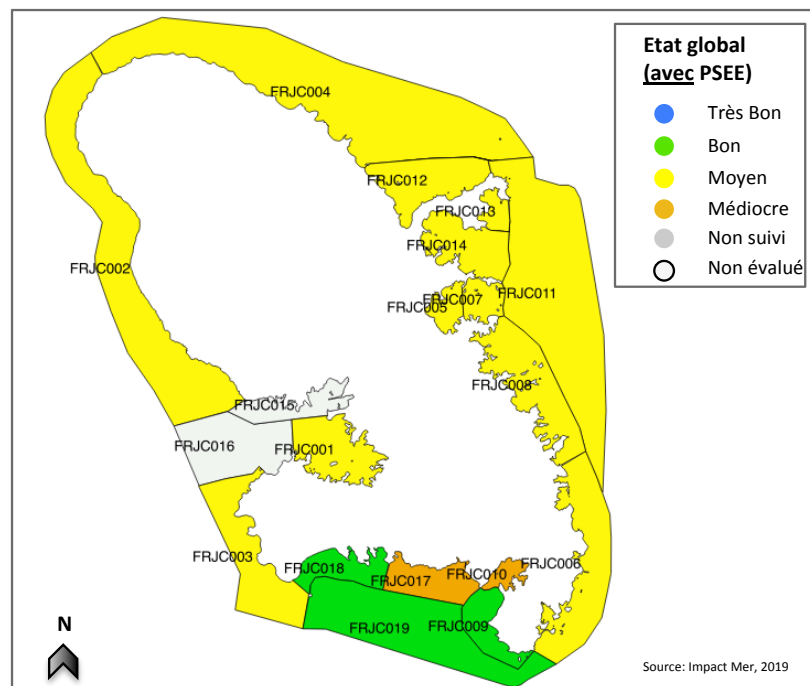 Etat global
(avec PSEE)
Très Bon
Bon
Moyen
Médiocre
Non suivi
Non évalué
FRJC004
FRJC012
FRJC013
FRJC014
FRJC002
FRJC007
FRJC005
FRJC011
FRJC008
FRJC015
FRJC016
FRJC001
FRJC003
FRJC018
FRJC017
FRJC010
FRJC006
FRJC019
FRJC009
N
Source: Impact Mer, 2019